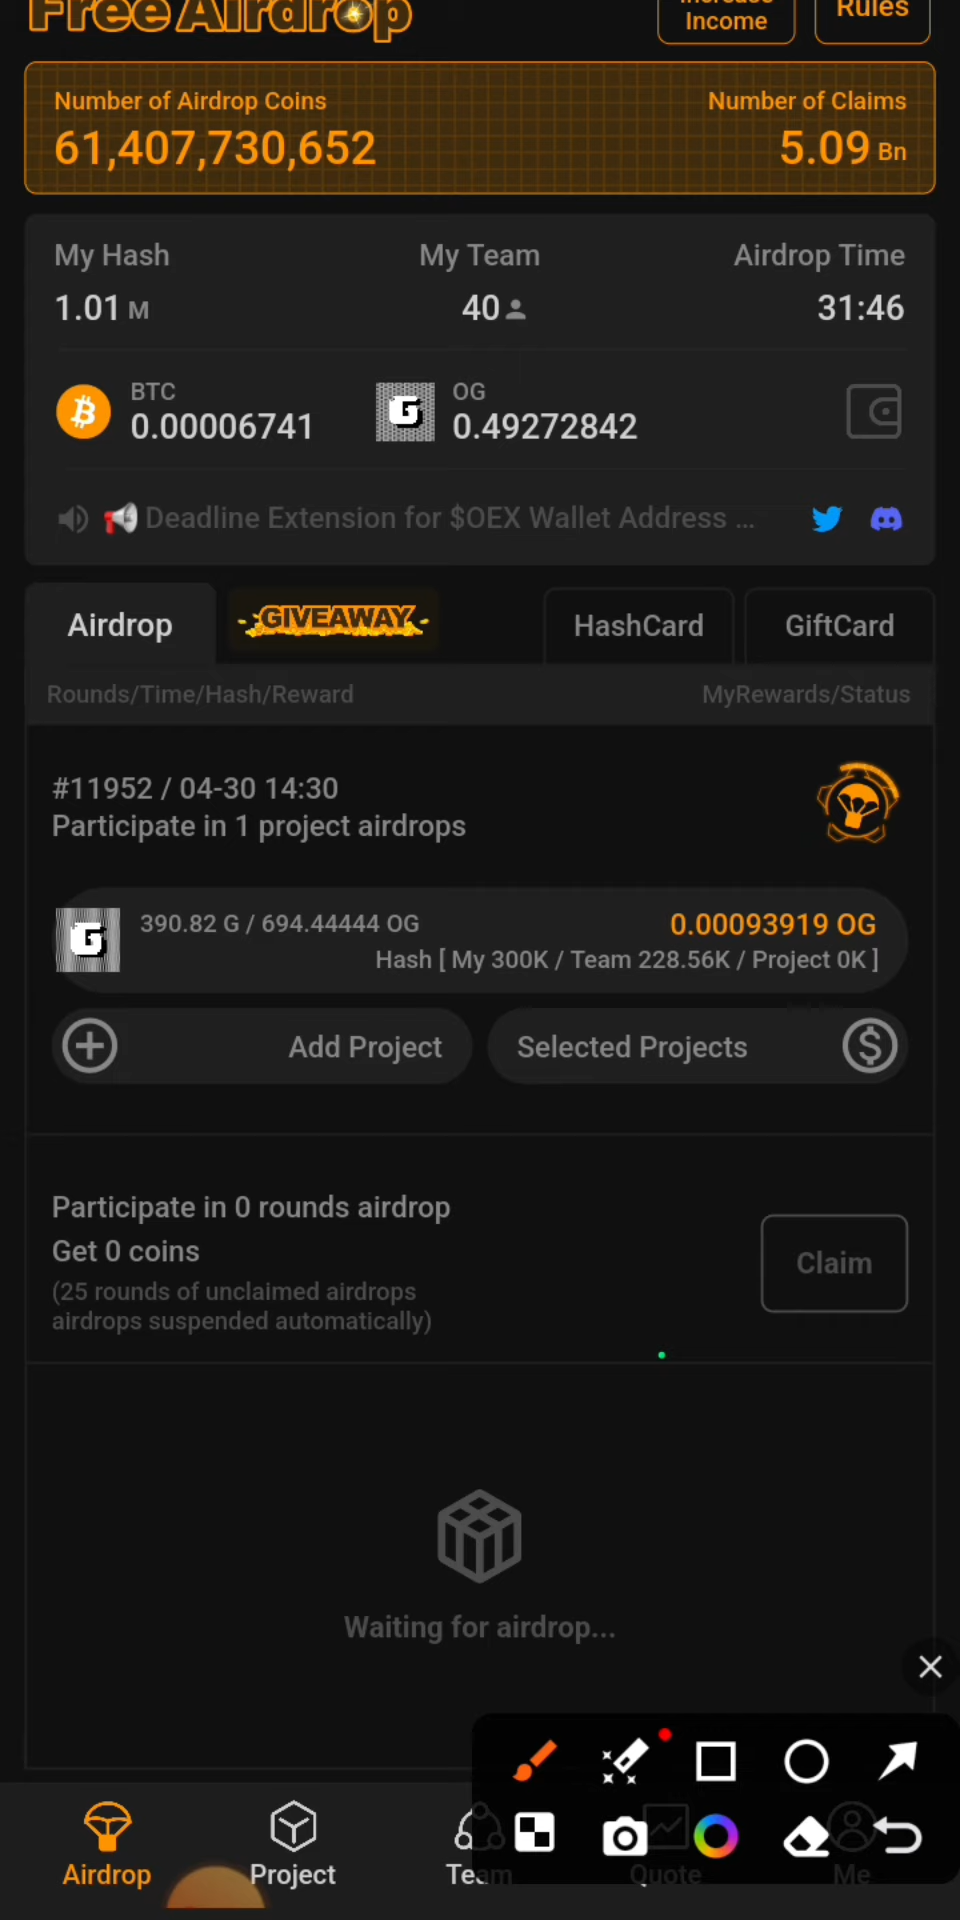 Free Airdrop
Increase
Income
Rules
Number of Airdrop Coins
Number of Claims
61,407,730,652
5.09 Bn
My Hash
My Team
Airdrop Time
1.01 M
40
31:46
BTC
0.00006741
OG
0.49272842
Deadline Extension for $OEX Wallet Address ...
Airdrop
GIVEAWAY
HashCard
GiftCard
Rounds/Time/Hash/Reward
MyRewards/Status
#11952 / 04-30 14:30
Participate in 1 project airdrops
390.82 G / 694.44444 OG
0.00093919 OG
Hash [ My 300K / Team 228.56K / Project 0K ]
Add Project
Selected Projects
Participate in 0 rounds airdrop
Get 0 coins
(25 rounds of unclaimed airdrops
airdrops suspended automatically)
Claim
Waiting for airdrop...
Airdrop
Project
Team
Quote
Me